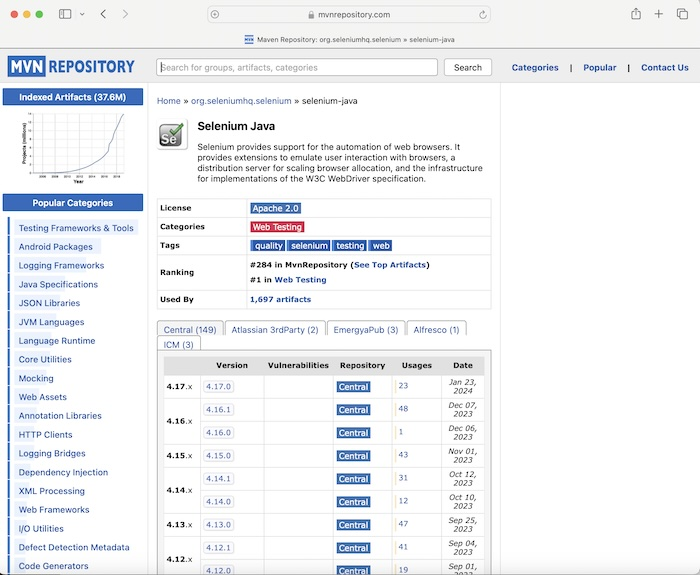 mvnrepository.com
Maven Repository: org.seleniumhq.selenium » selenium-java
MVN REPOSITORY
Search for groups, artifacts, categories
Search
Categories | Popular | Contact Us
Indexed Artifacts (37.6M)
Projects (millions)
Year
Popular Categories
Testing Frameworks & Tools
Android Packages
Logging Frameworks
Java Specifications
JSON Libraries
JVM Languages
Language Runtime
Core Utilities
Mocking
Web Assets
Annotation Libraries
HTTP Clients
Logging Bridges
Dependency Injection
XML Processing
Web Frameworks
I/O Utilities
Defect Detection Metadata
Code Generators
Home » org.seleniumhq.selenium » selenium-java
Se
Selenium Java
Selenium provides support for the automation of web browsers. It
provides extensions to emulate user interaction with browsers, a
distribution server for scaling browser allocation, and the infrastructure
for implementations of the W3C WebDriver specification.
License Apache 2.0
Categories Web Testing
Tags quality selenium testing web
Ranking #284 in MvnRepository (See Top Artifacts)
#1 in Web Testing
Used By 1,697 artifacts
Central (149) Atlassian 3rdParty (2) EmergyaPub (3) Alfresco (1)
ICM (3)
Version Vulnerabilities Repository Usages Date
4.17.x 4.17.0 Central 23 Jan 23, 2024
4.16.x 4.16.1 Central 48 Dec 07, 2023
4.16.0 Central 1 Dec 06, 2023
4.15.x 4.15.0 Central 43 Nov 01, 2023
4.14.x 4.14.1 Central 31 Oct 12, 2023
4.14.0 Central 12 Oct 10, 2023
4.13.x 4.13.0 Central 47 Sep 25, 2023
4.12.x 4.12.1 Central 41 Sep 04, 2023
4.12.0 Central 19 Sep 01,